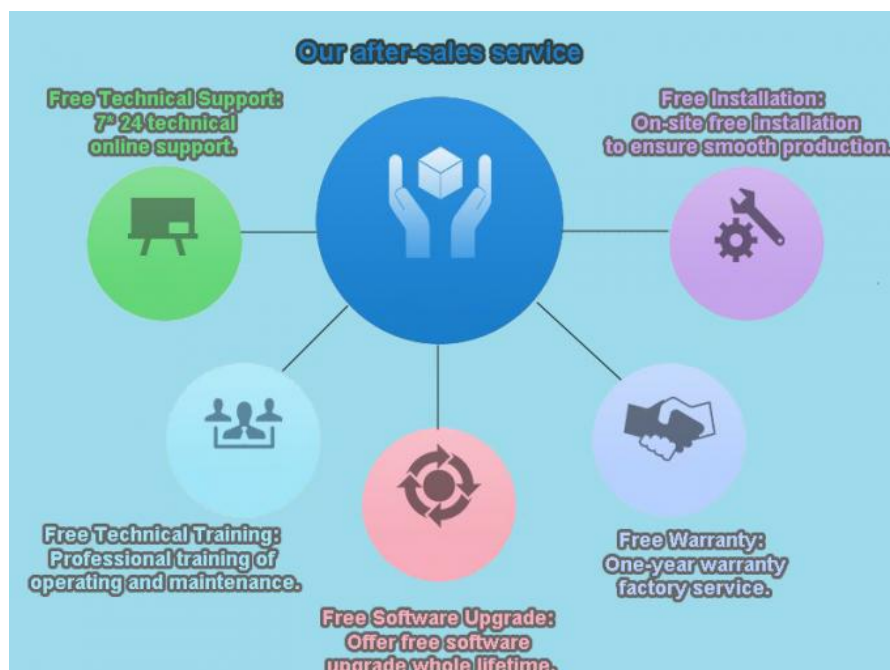 Our after-sales service
Free Technical Support:
7* 24 technical
online support.
Free Installation:
On-site free installation
to ensure smooth production.
Free Technical Training:
Professional training of
operating and maintenance.
Free Warranty:
One-year warranty
factory service.
Free Software Upgrade:
Offer free software
upgrade whole lifetime.